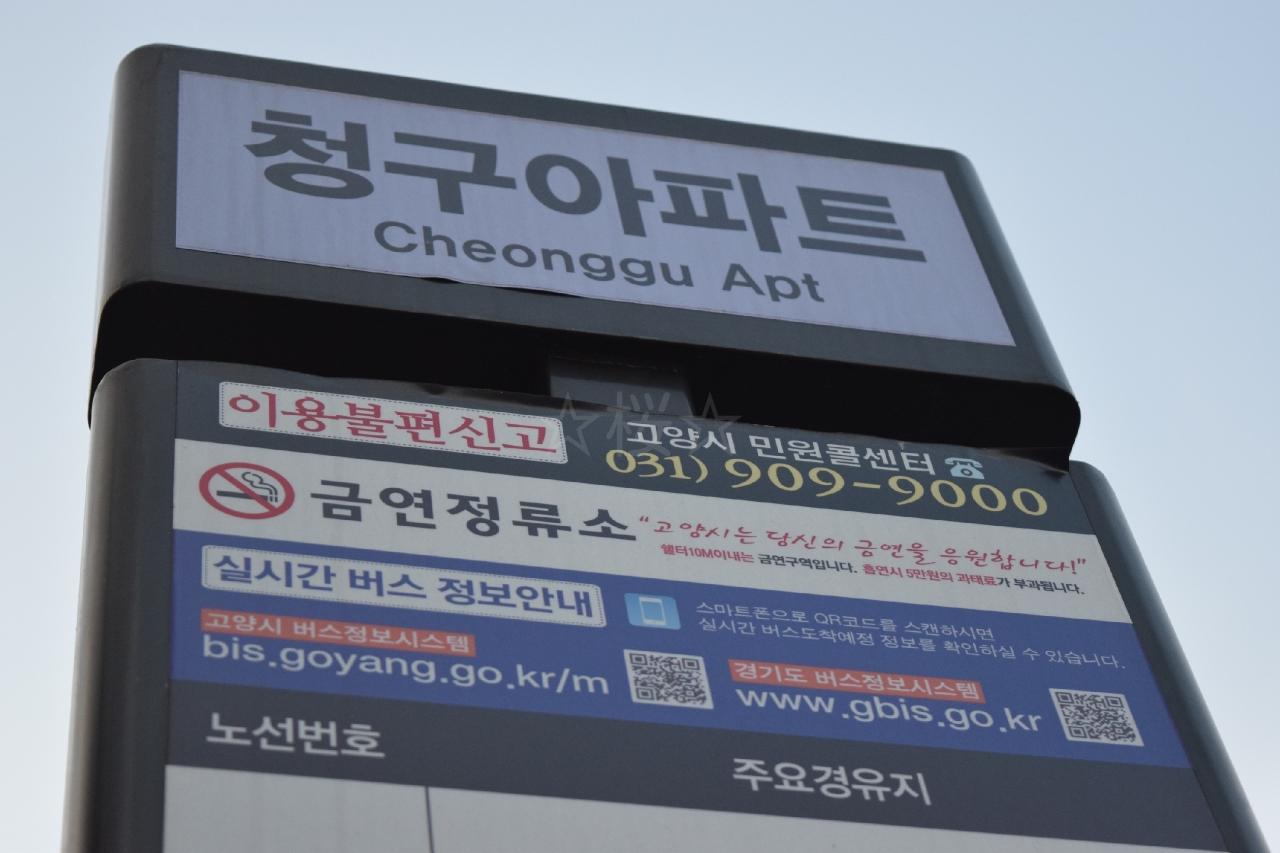 청구아파트
Cheonggu Apt
☆桜☆
이용불편신고 고양시 민원콜센터
031) 909-9000
금연정류소 "고양시는 당신의 금연을 응원합니다!"
쉘터10M이내는 금연구역입니다. 흡연시 5만원의 과태료가 부과됩니다.
실시간 버스 정보안내
스마트폰으로 QR코드를 스캔하시면
실시간 버스도착예정 정보를 확인하실 수 있습니다.
고양시 버스정보시스템
bis.goyang.go.kr/m
경기도 버스정보시스템
www.gbis.go.kr
노선번호 주요경유지